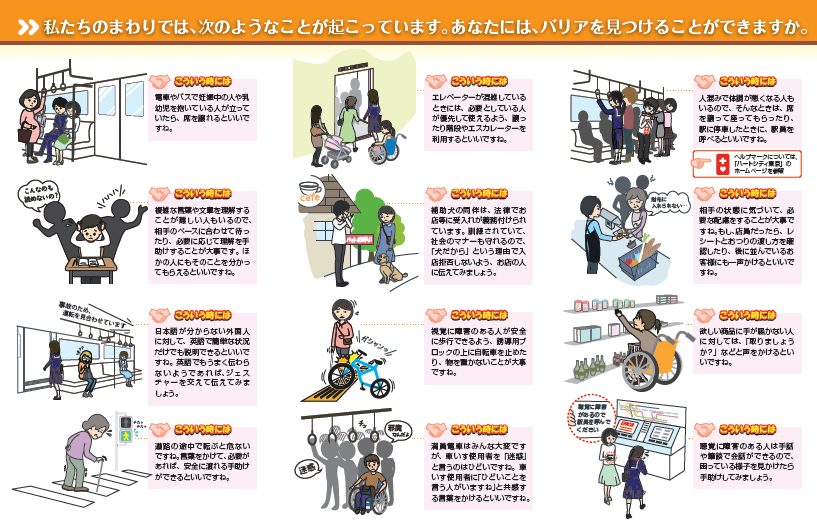 私たちのまわりでは、次のようなことが起こっています。あなたには、バリアを見つけることができますか。
こういう時には
電車やバスで妊娠中の人や乳
幼児を抱いている人が立って
いたら、席を譲れるといいで
すね。
こういう時には
エレベーターが混雑している
ときには、必要としている人
が優先して使えるよう、譲っ
たり階段やエスカレーターを
利用するといいですね。
こういう時には
人混みで体調が悪くなる人も
いるので、そんなときは、席
を譲って座ってもらったり、
駅に停車したときに、駅員を
呼べるといいですね。
ヘルプマークについては、
「ハートシティ東京」の
ホームページを参照
こんなのも
読めないの?
こういう時には
複雑な言葉や文章を理解する
ことが難しい人もいるので、
相手のペースに合わせて待っ
たり、必要に応じて理解を手
助けすることが大事です。ほ
かの人にもそのことを分かっ
てもらえるといいですね。
cafe
こういう時には
補助犬の同伴は、法律でお
店等に受入れが義務付けられ
ています。訓練されていて、
社会のマナーも守れるので、
「犬だから」という理由で入
店拒否しないよう、お店の人
に伝えてみましょう。
財布に
入れられない…
こういう時には
相手の状態に気づいて、必
要な配慮をすることが大事で
すね。もし、店員だったら、レ
シートとおつりの渡し方を確
認したり、後に並んでいるお
客様にも一声かけるといいで
すね。
事故のため、
運転を見合わせています
こういう時には
日本語が分からない外国人
に対して、英語で簡単な状況
だけでも説明できるといいで
すね。英語でもうまく伝わら
ないようであれば、ジェス
チャーを交えて伝えてみま
しょう。
ガシャンッ
こういう時には
視覚に障害のある人が安全
に歩行できるよう、誘導用ブ
ロックの上に自転車を止めた
り、物を置かないことが大事
ですね。
こういう時には
欲しい商品に手が届かない人
に対しては、「取りましょう
か?」などと声をかけるとい
いですね。
こういう時には
道路の途中で転ぶと危ない
ですね。言葉をかけて、必要が
あれば、安全に渡れる手助け
ができるといいですね。
迷惑
チッ
邪魔
なんだよ
こういう時には
満員電車はみんな大変です
が、車いす使用者を「迷惑」
と言うのはひどいですね。車
いす使用者に「ひどいことを
言う人がいますね」と共感す
る言葉をかけるといいですね。
聴覚に障害
があるので
駅員を呼んで
ください
こういう時には
聴覚に障害のある人は手話
や筆談で会話ができるので、
困っている様子を見かけたら
手助けしてみましょう。